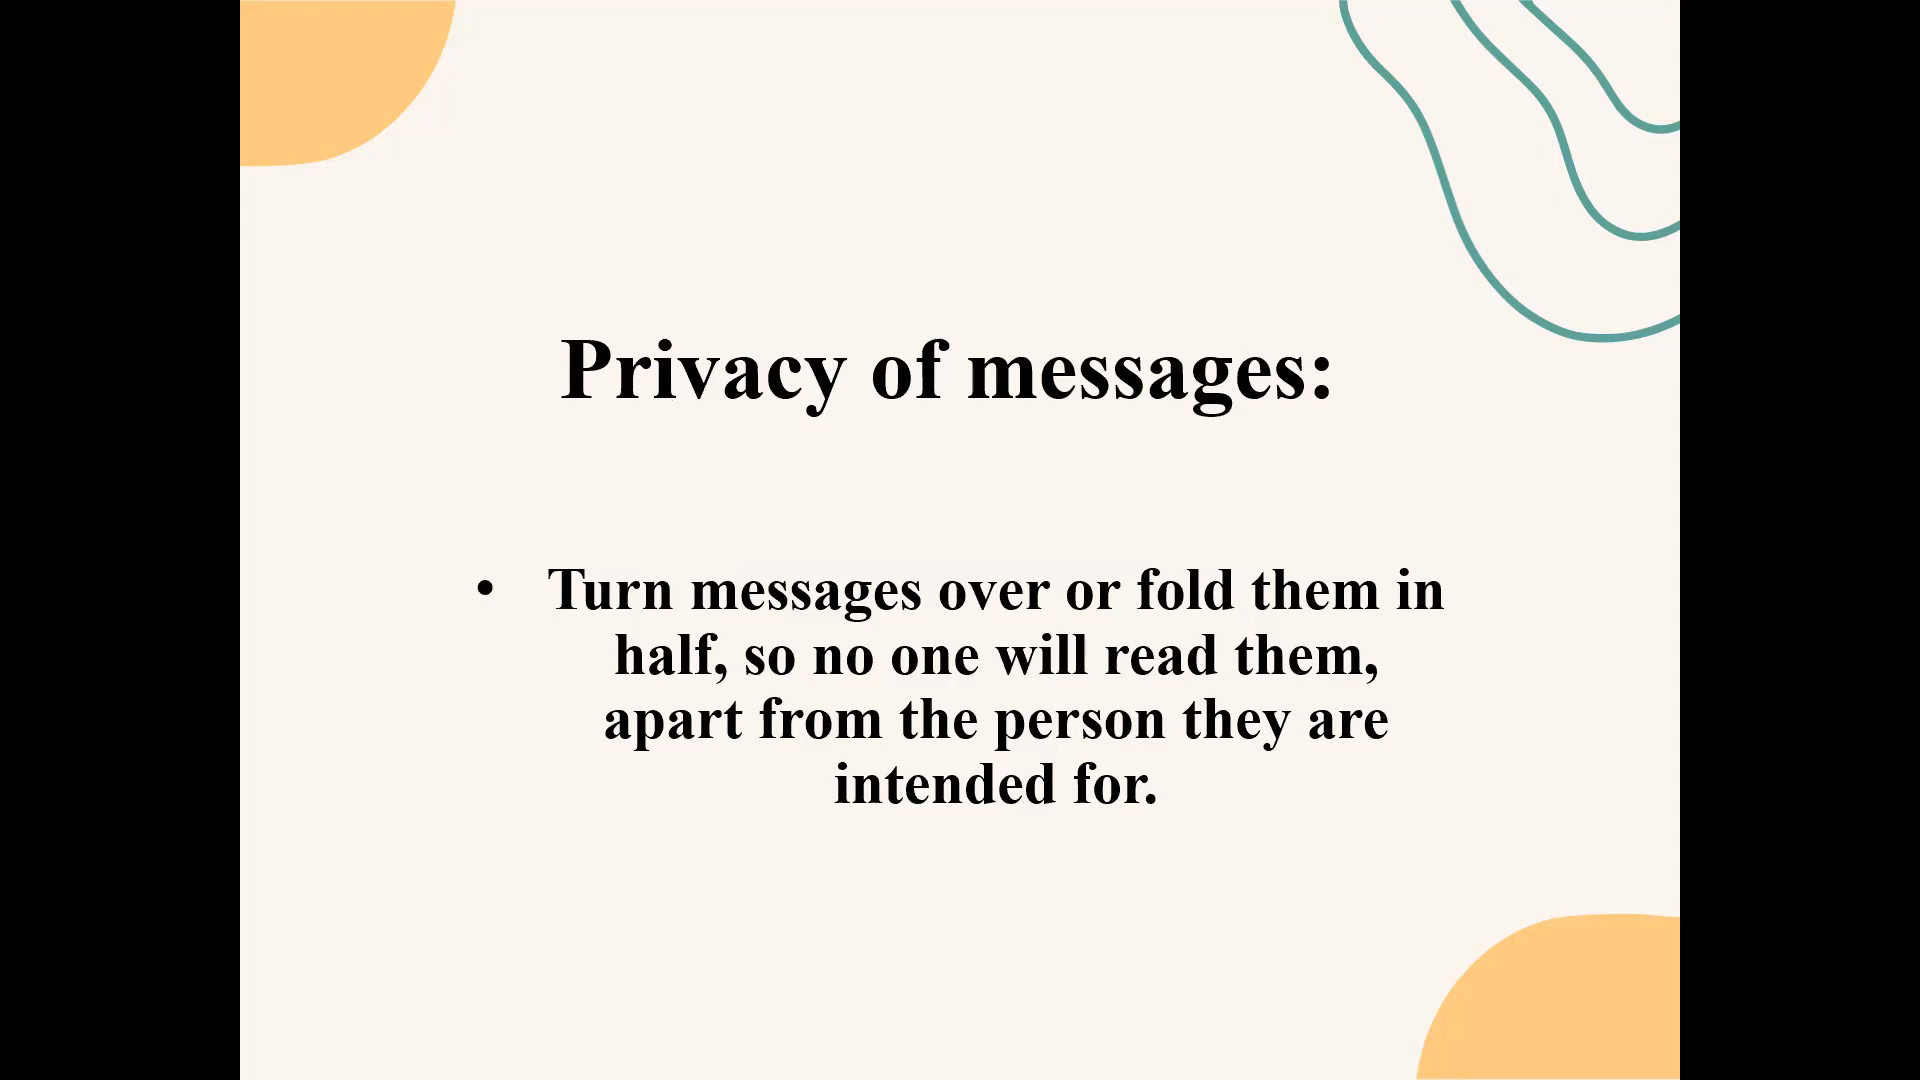 Privacy of messages:
• Turn messages over or fold them in
half, so no one will read them,
apart from the person they are
intended for.